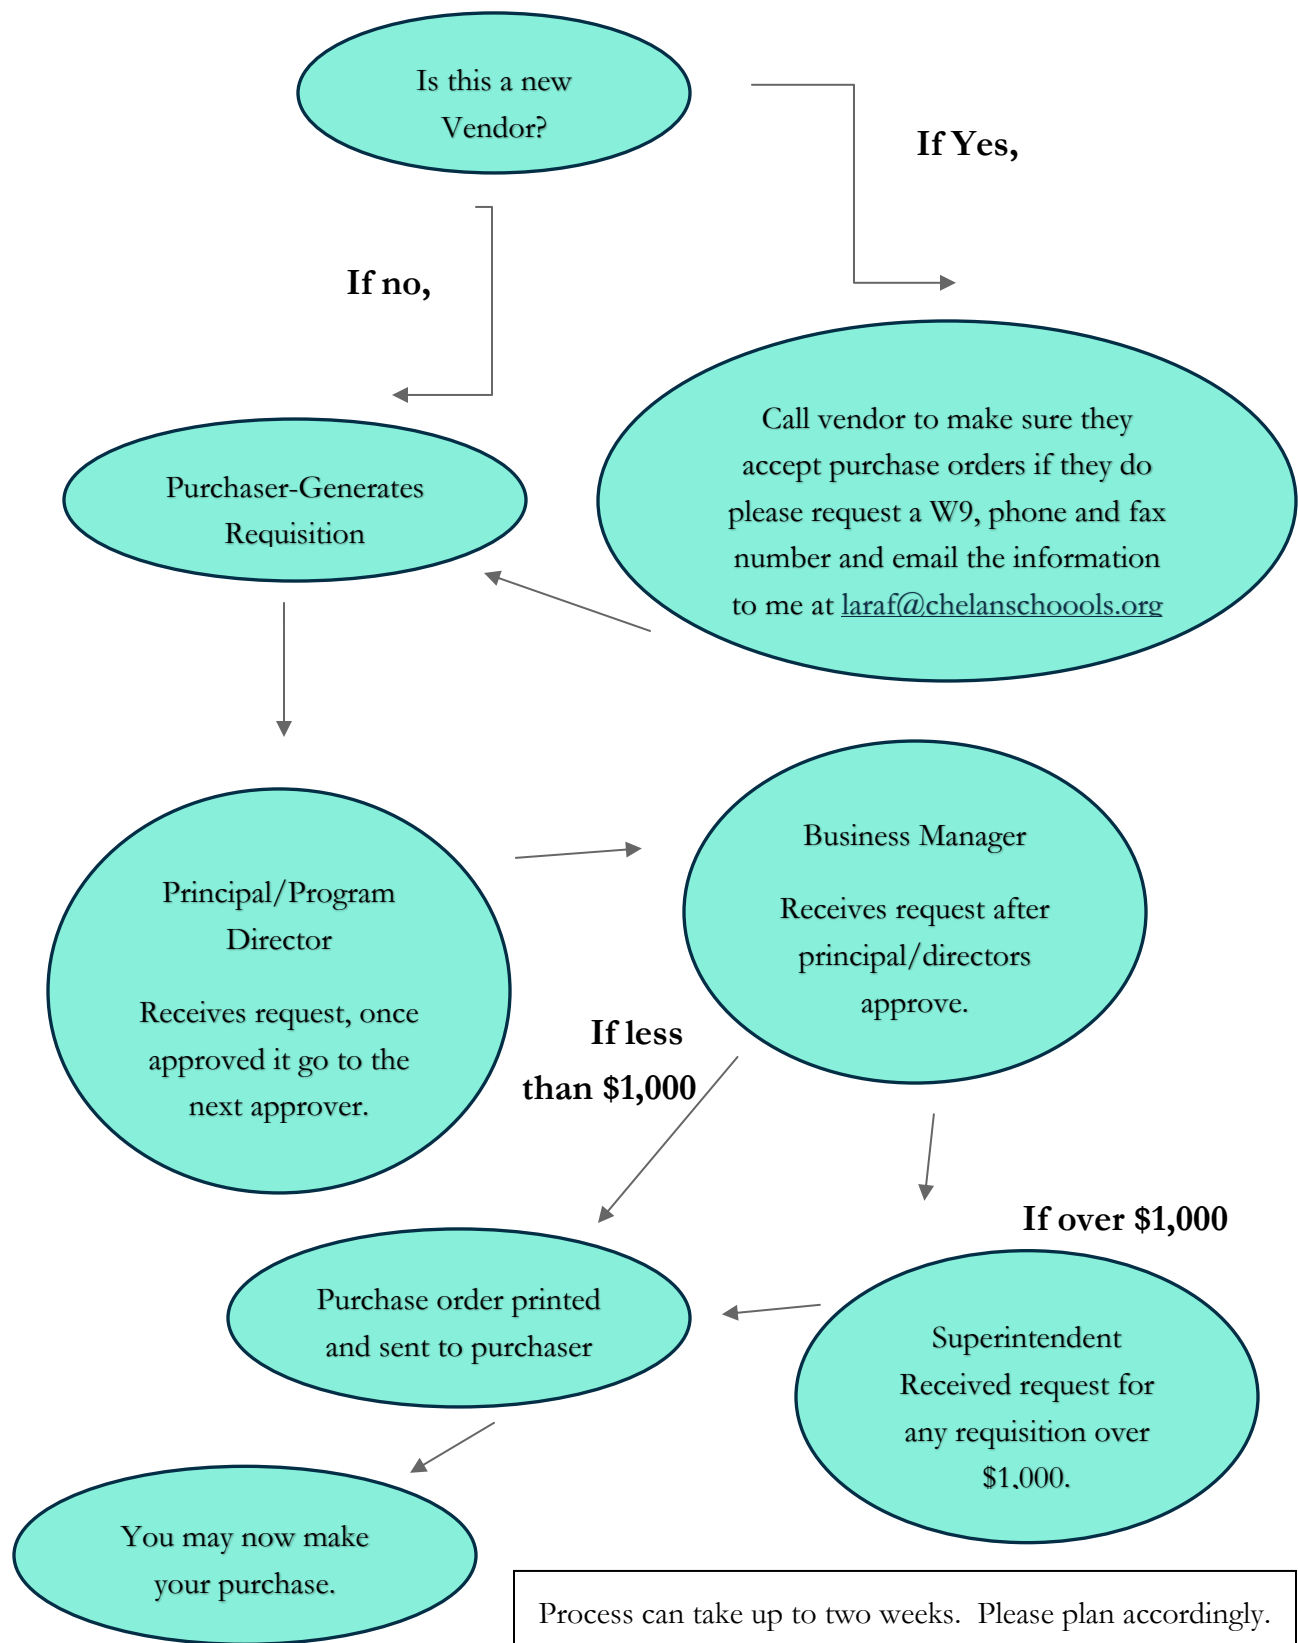 Is this a new
Vendor?
If Yes,
If no,
Call vendor to make sure they
accept purchase orders if they do
please request a W9, phone and fax
number and email the information
to me at laraf@chelanschoools.org
Purchaser-Generates
Requisition
Business Manager
Receives request after
principal/directors
approve.
Principal/Program
Director
Receives request, once
approved it go to the
next approver.
If less
than $1,000
If over $1,000
Purchase order printed
and sent to purchaser
Superintendent
Received request for
any requisition over
$1,000.
You may now make
your purchase.
Process can take up to two weeks.  Please plan accordingly.